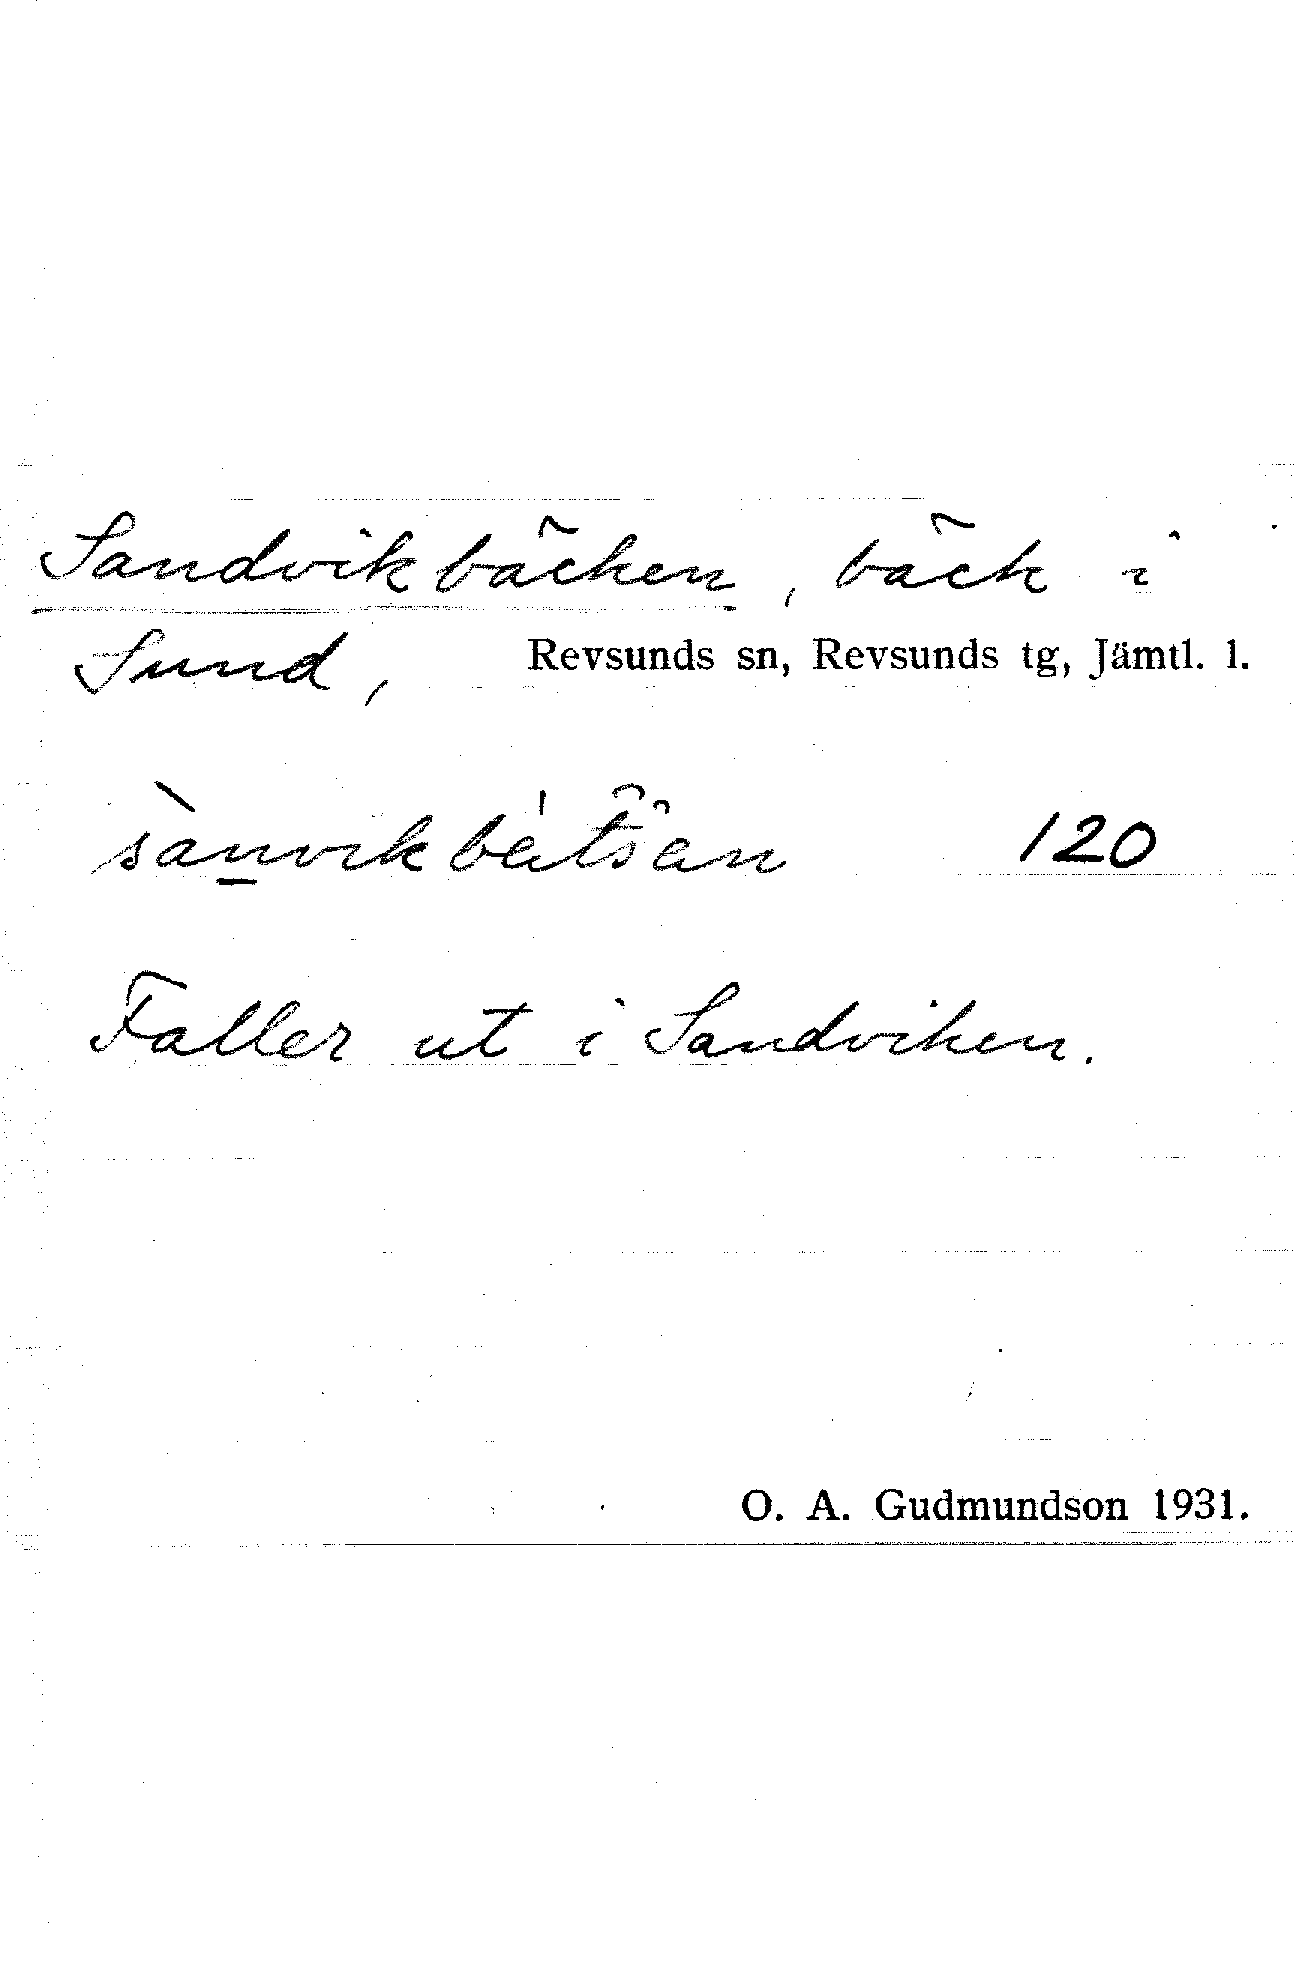 Sandvikbäcken, bäck i
Sund, Revsunds sn, Revsunds tg, Jämtl. l.
120
Faller ut i Sandviken.
O. A. Gudmundson 1931.